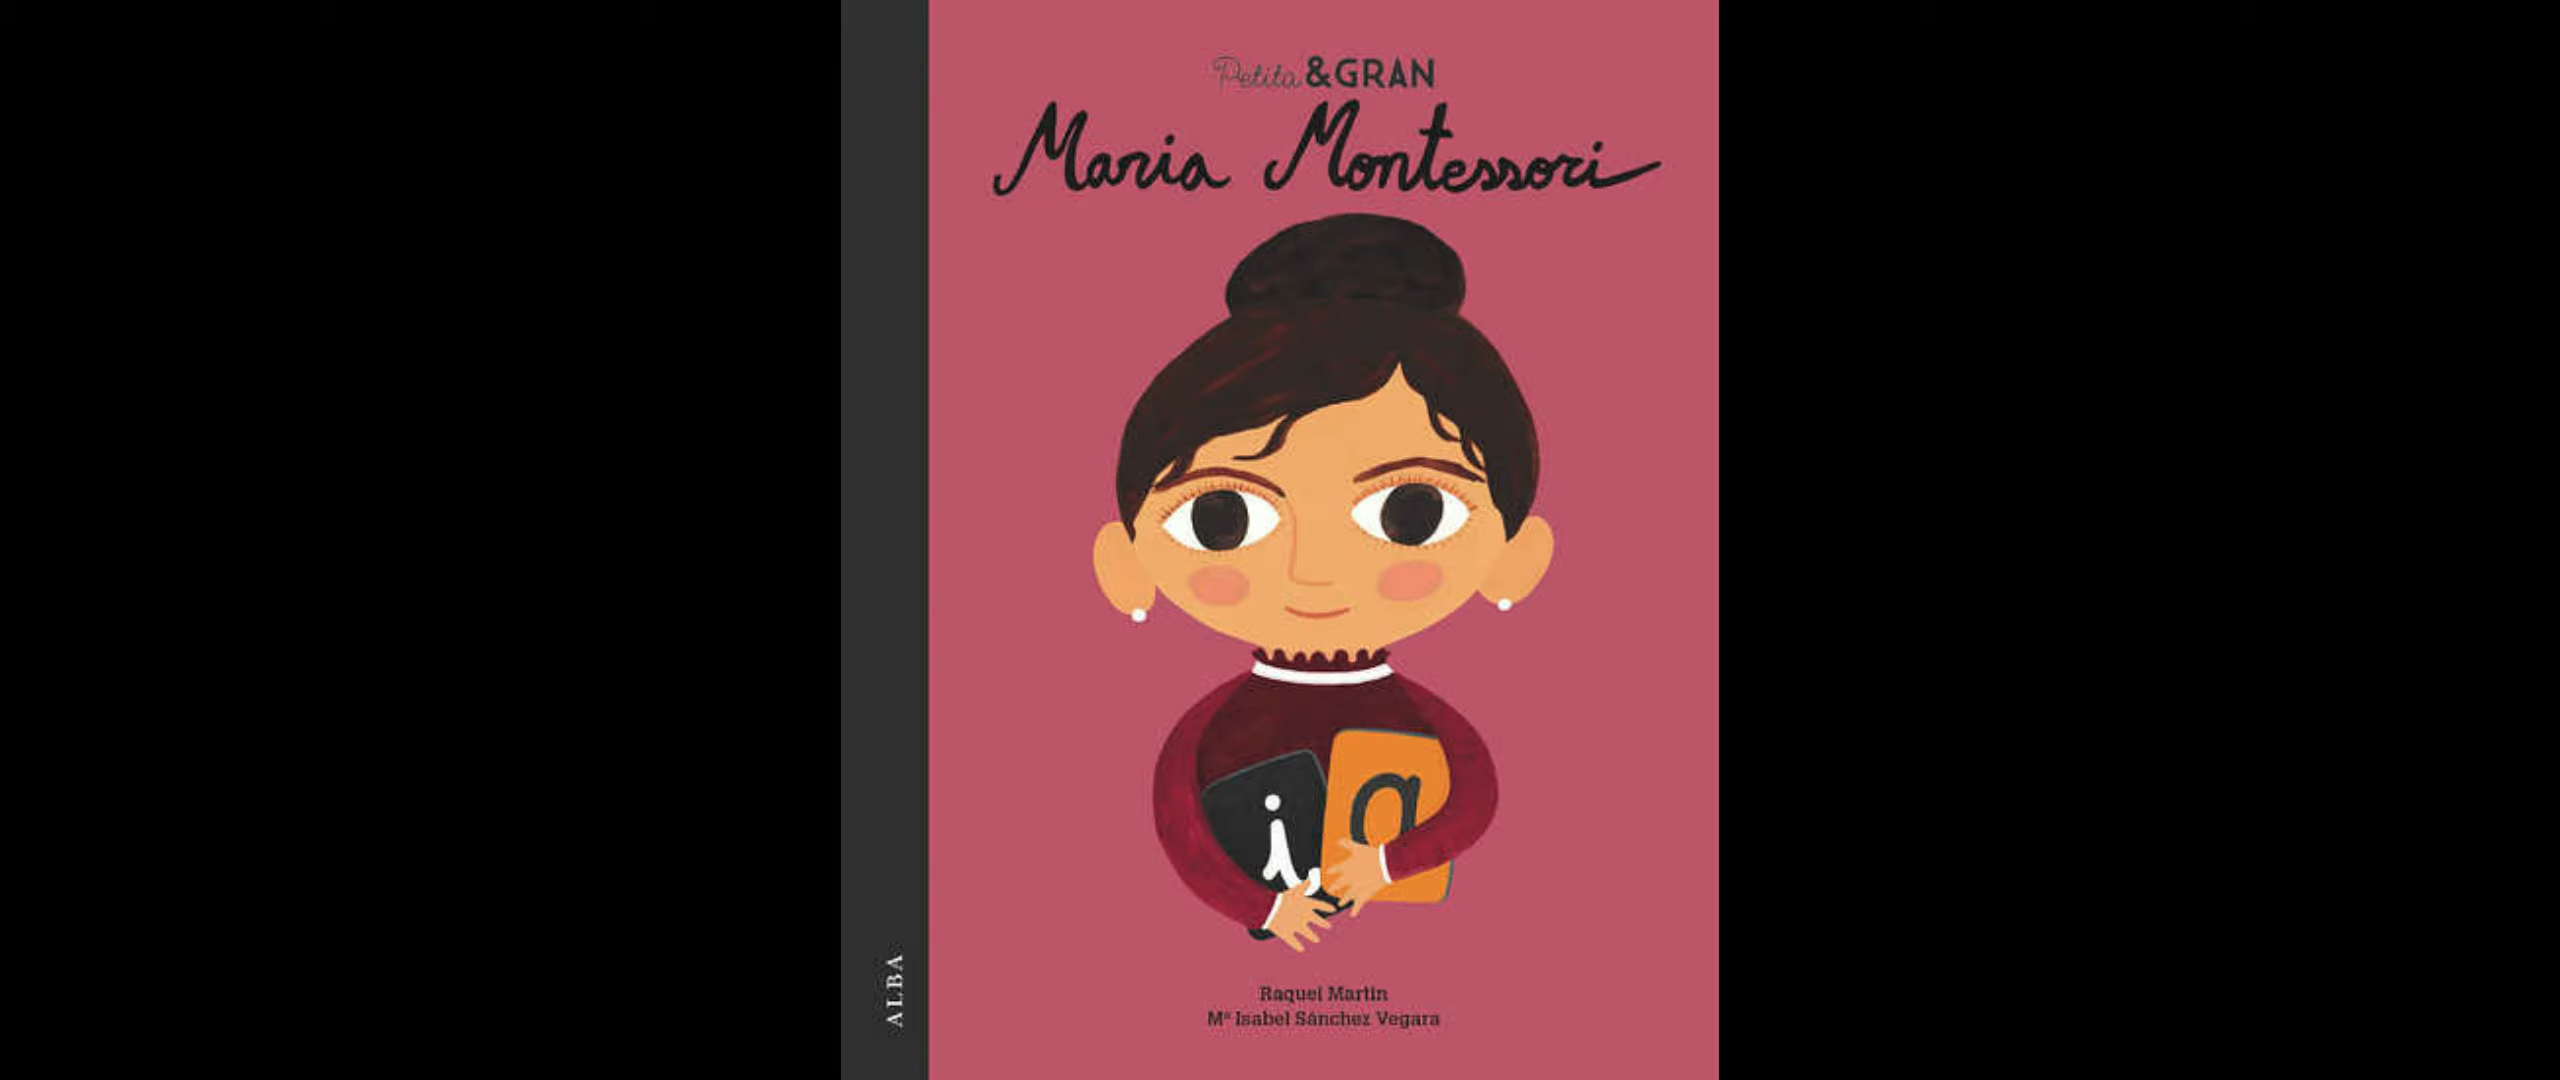 Petita &GRAN
Maria Montessori
i a
Raquel Martín
Mª Isabel Sánchez Vegara
ALBA